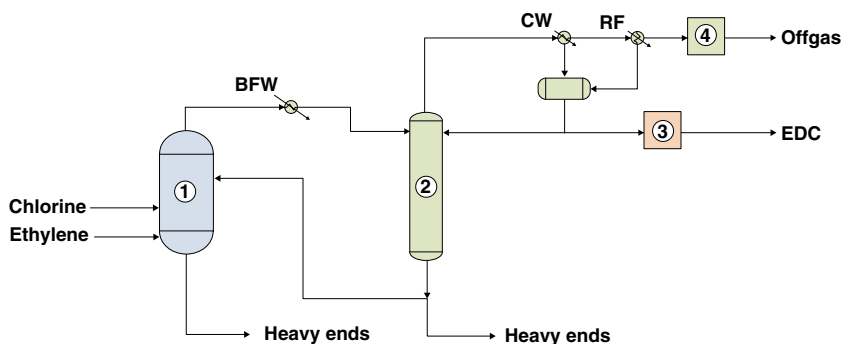 CW
RF
④
Offgas
BFW
③
EDC
①
②
Chlorine
Ethylene
Heavy ends
Heavy ends